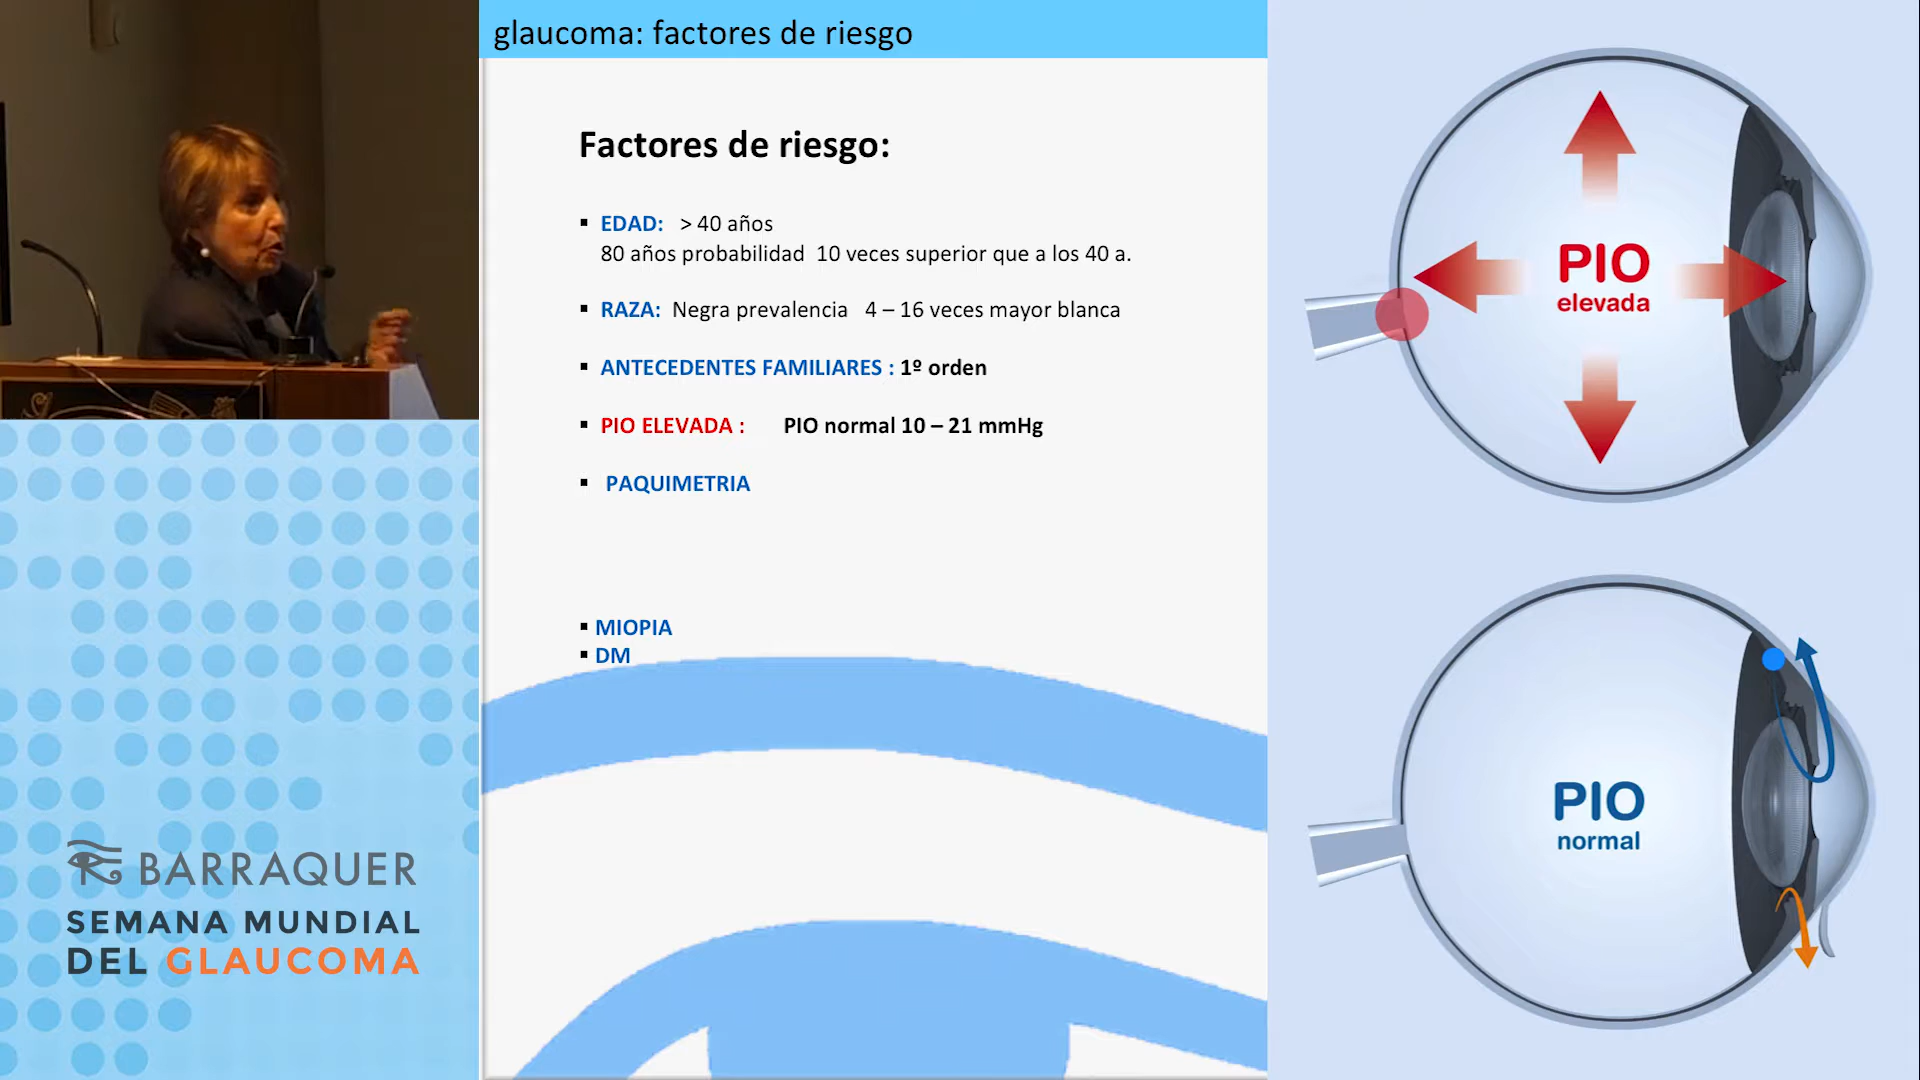 glaucoma: factores de riesgo
Factores de riesgo:
▪ EDAD: > 40 años
80 años probabilidad 10 veces superior que a los 40 a.
▪ RAZA: Negra prevalencia 4 – 16 veces mayor blanca
▪ ANTECEDENTES FAMILIARES : 1º orden
▪ PIO ELEVADA : PIO normal 10 – 21 mmHg
▪ PAQUIMETRIA
▪ MIOPIA
▪ DM
PIO
elevada
PIO
normal
BARRAQUER
SEMANA MUNDIAL
DEL GLAUCOMA